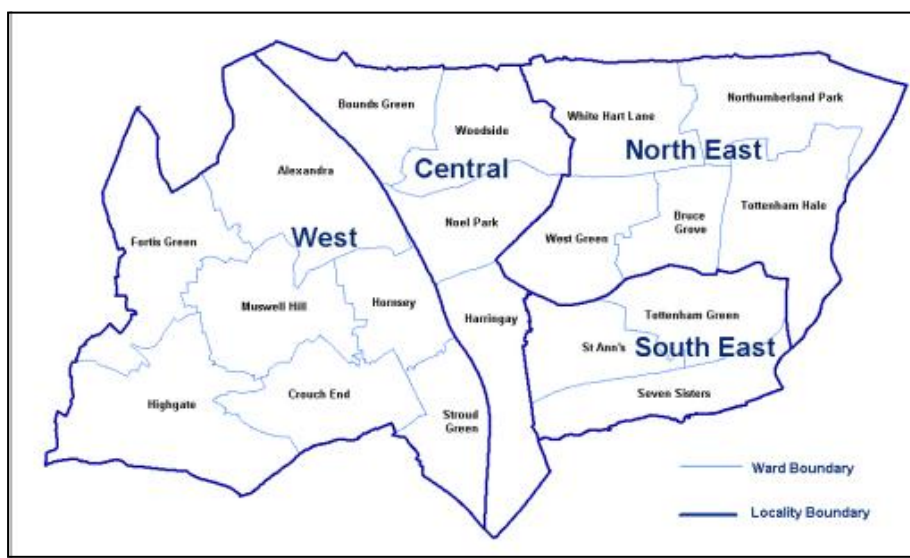 Northumberland Park
Bounds Green
White Hart Lane
Woodside
North East
Central
Alexandra
Tottenham Hale
Bruce
Grove
Noel Park
West
West Green
Fortis Green
Hornsey
Muswell Hill
Harringay
Tottenham Green
St Ann's
South East
Seven Sisters
Crouch End
Highgate
Stroud
Green
Ward Boundary
Locality Boundary